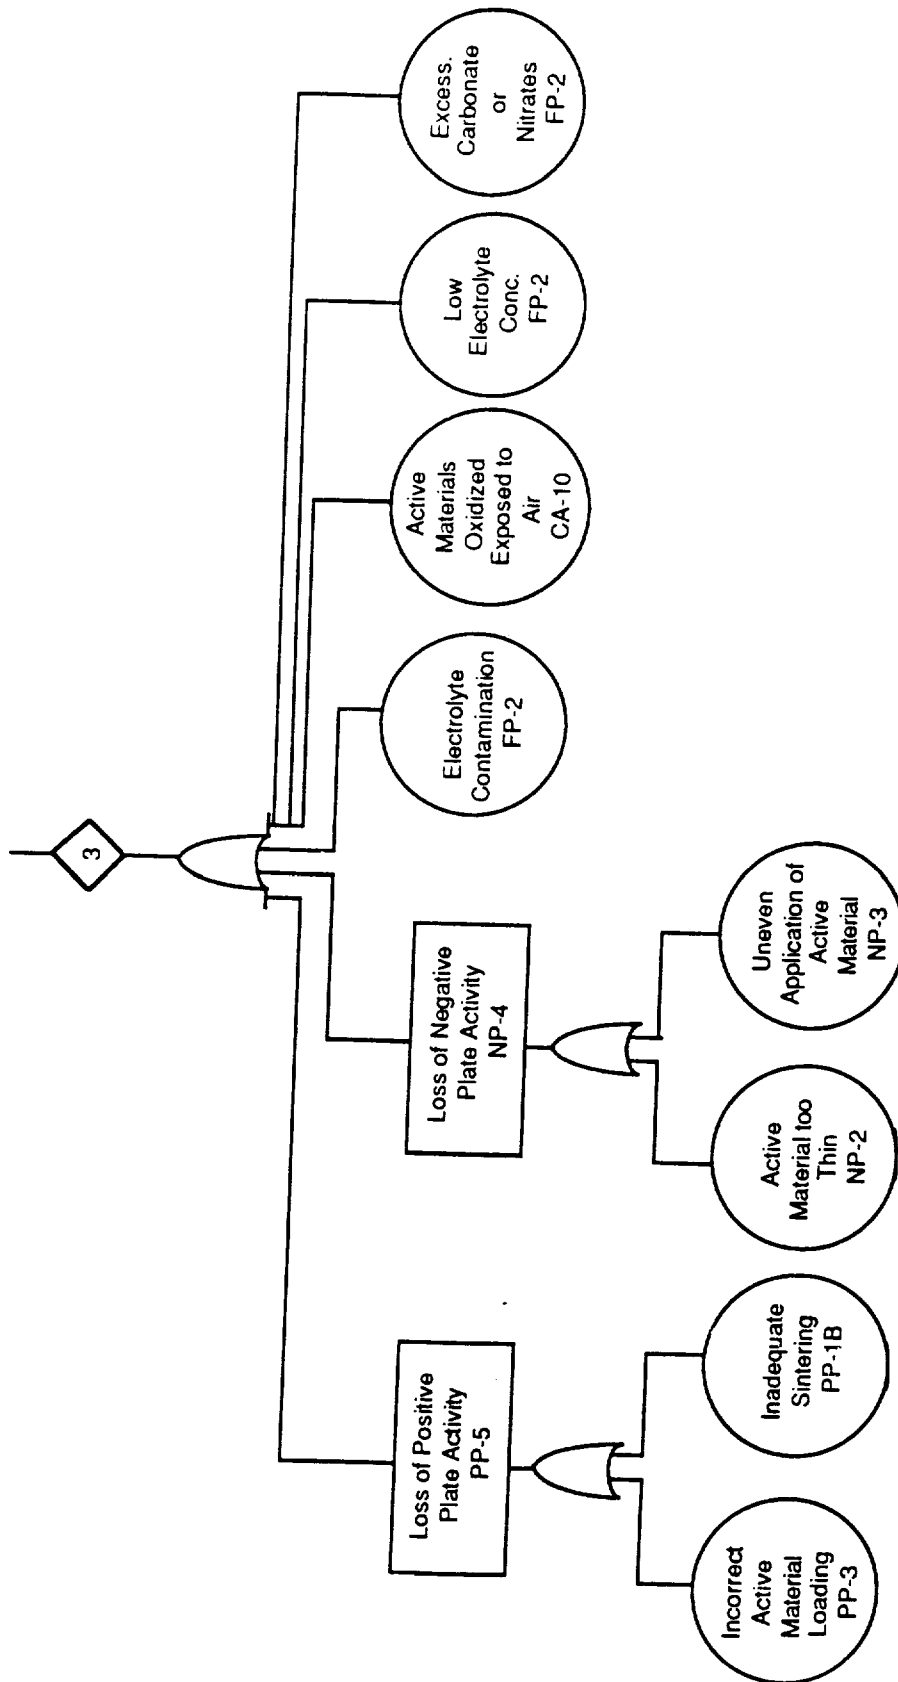 3
Loss of Positive
Plate Activity
PP-5
Loss of Negative
Plate Activity
NP-4
Electrolyte
Contamination
FP-2
Active
Materials
Oxidized
Exposed to
Air
CA-10
Low
Electrolyte
Conc.
FP-2
Excess.
Carbonate
or
Nitrates
FP-2
Incorrect
Active
Material
Loading
PP-3
Inadequate
Sintering
PP-1B
Active
Material too
Thin
NP-2
Uneven
Application of
Active
Material
NP-3